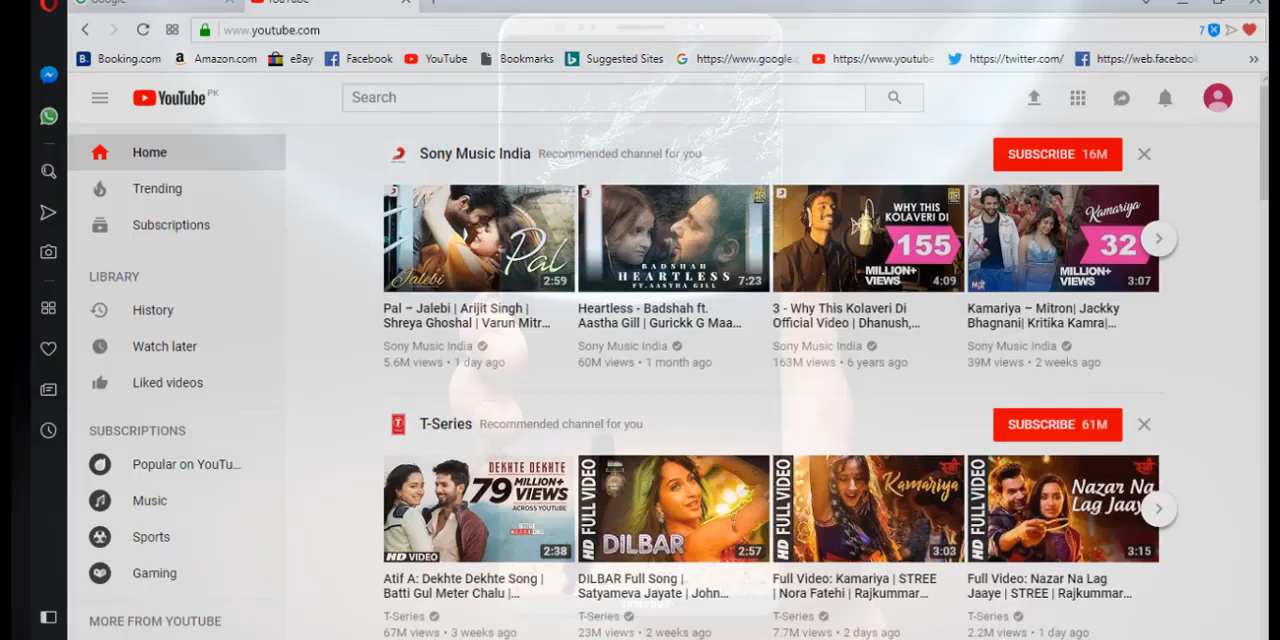 Google
YouTube
www.youtube.com
7
Booking.com
Amazon.com
eBay
Facebook
YouTube
Bookmarks
Suggested Sites
https://www.google.c
https://www.youtube
https://twitter.com/
https://web.facebook
YouTube PK
Search
Home
Trending
Subscriptions
LIBRARY
History
Watch later
Liked videos
SUBSCRIPTIONS
Popular on YouTu...
Music
Sports
Gaming
MORE FROM YOUTUBE
Sony Music India Recommended channel for you
SUBSCRIBE 16M
Jalebi
Pal
2:59
BADSHAH
HEARTLESS
FT. AASTHA GILL
7:23
WHY THIS
KOLAVERI DI
155
MILLION+
VIEWS
4:09
Kamariya
32
MILLION+
VIEWS
3:07
Pal – Jalebi | Arijit Singh |
Shreya Ghoshal | Varun Mitr...
Sony Music India
5.6M views • 1 day ago
Heartless - Badshah ft.
Aastha Gill | Gurickk G Maa...
Sony Music India
60M views • 1 month ago
3 - Why This Kolaveri Di
Official Video | Dhanush,...
Sony Music India
163M views • 6 years ago
Kamariya – Mitron| Jackky
Bhagnani| Kritika Kamra|...
Sony Music India
39M views • 2 weeks ago
T-Series Recommended channel for you
SUBSCRIBE 61M
DEKHTE DEKHTE
79 MILLION+
VIEWS
ACROSS YOUTUBE
HD VIDEO
2:38
HD FULL VIDEO
DILBAR
2:57
HD FULL VIDEO
Kamariya
स्त्री
3:03
HD FULL VIDEO
स्त्री
Nazar Na
Lag Jaaye
3:15
Atif A: Dekhte Dekhte Song |
Batti Gul Meter Chalu |...
T-Series
67M views • 3 weeks ago
DILBAR Full Song |
Satyameva Jayate | John...
T-Series
23M views • 2 weeks ago
Full Video: Kamariya | STREE
| Nora Fatehi | Rajkummar...
T-Series
7.7M views • 2 days ago
Full Video: Nazar Na Lag
Jaaye | STREE | Rajkummar...
T-Series
2.2M views • 1 day ago
SAMSUNG